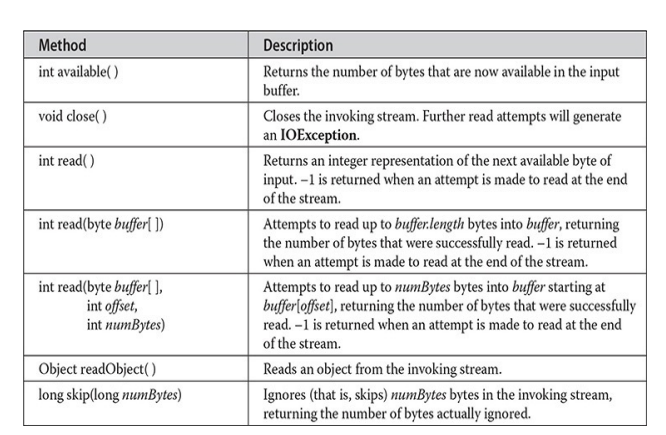 Method Description
int available( ) Returns the number of bytes that are now available in the input
buffer.
void close( ) Closes the invoking stream. Further read attempts will generate
an IOException.
int read( ) Returns an integer representation of the next available byte of
input. –1 is returned when an attempt is made to read at the end
of the stream.
int read(byte buffer[ ]) Attempts to read up to buffer.length bytes into buffer, returning
the number of bytes that were successfully read. –1 is returned
when an attempt is made to read at the end of the stream.
int read(byte buffer[ ], Attempts to read up to numBytes bytes into buffer starting at
int offset, buffer[offset], returning the number of bytes that were successfully
int numBytes) read. –1 is returned when an attempt is made to read at the end
of the stream.
Object readObject( ) Reads an object from the invoking stream.
long skip(long numBytes) Ignores (that is, skips) numBytes bytes in the invoking stream,
returning the number of bytes actually ignored.